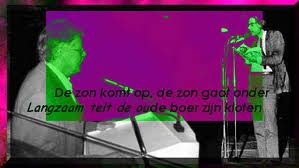 De zon komt op, de zon gaat onder
Langzaam telt de oude boer zijn kloten